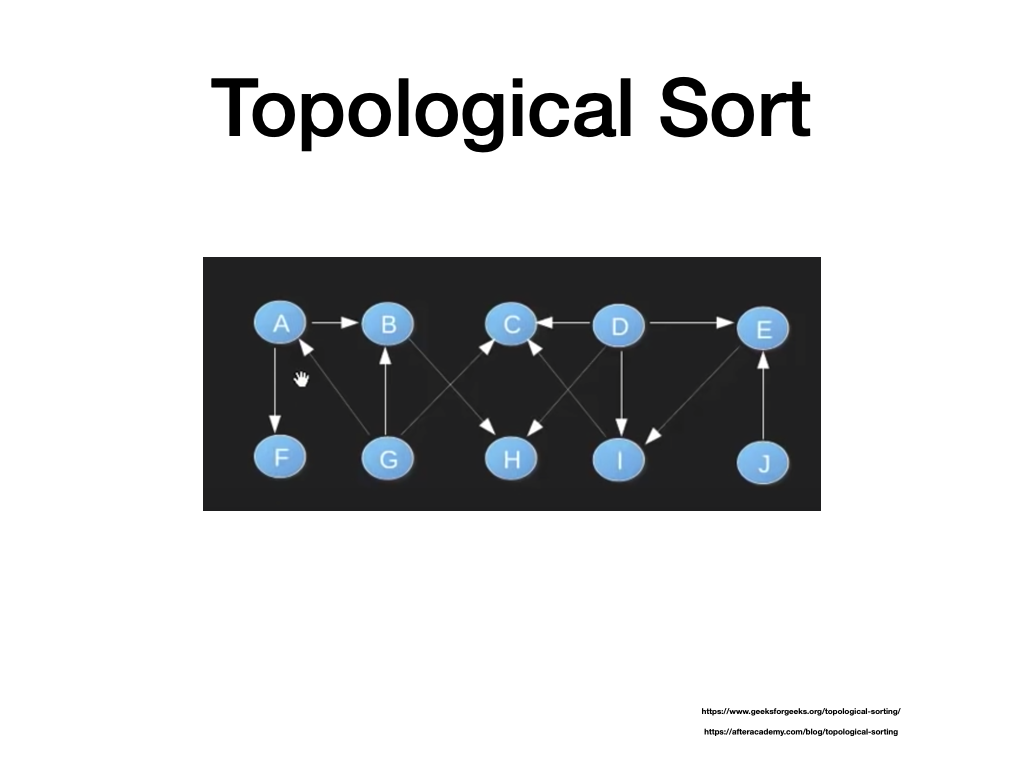 Topological Sort
A B C D E
F G H I J
https://www.geeksforgeeks.org/topological-sorting/
https://afteracademy.com/blog/topological-sorting